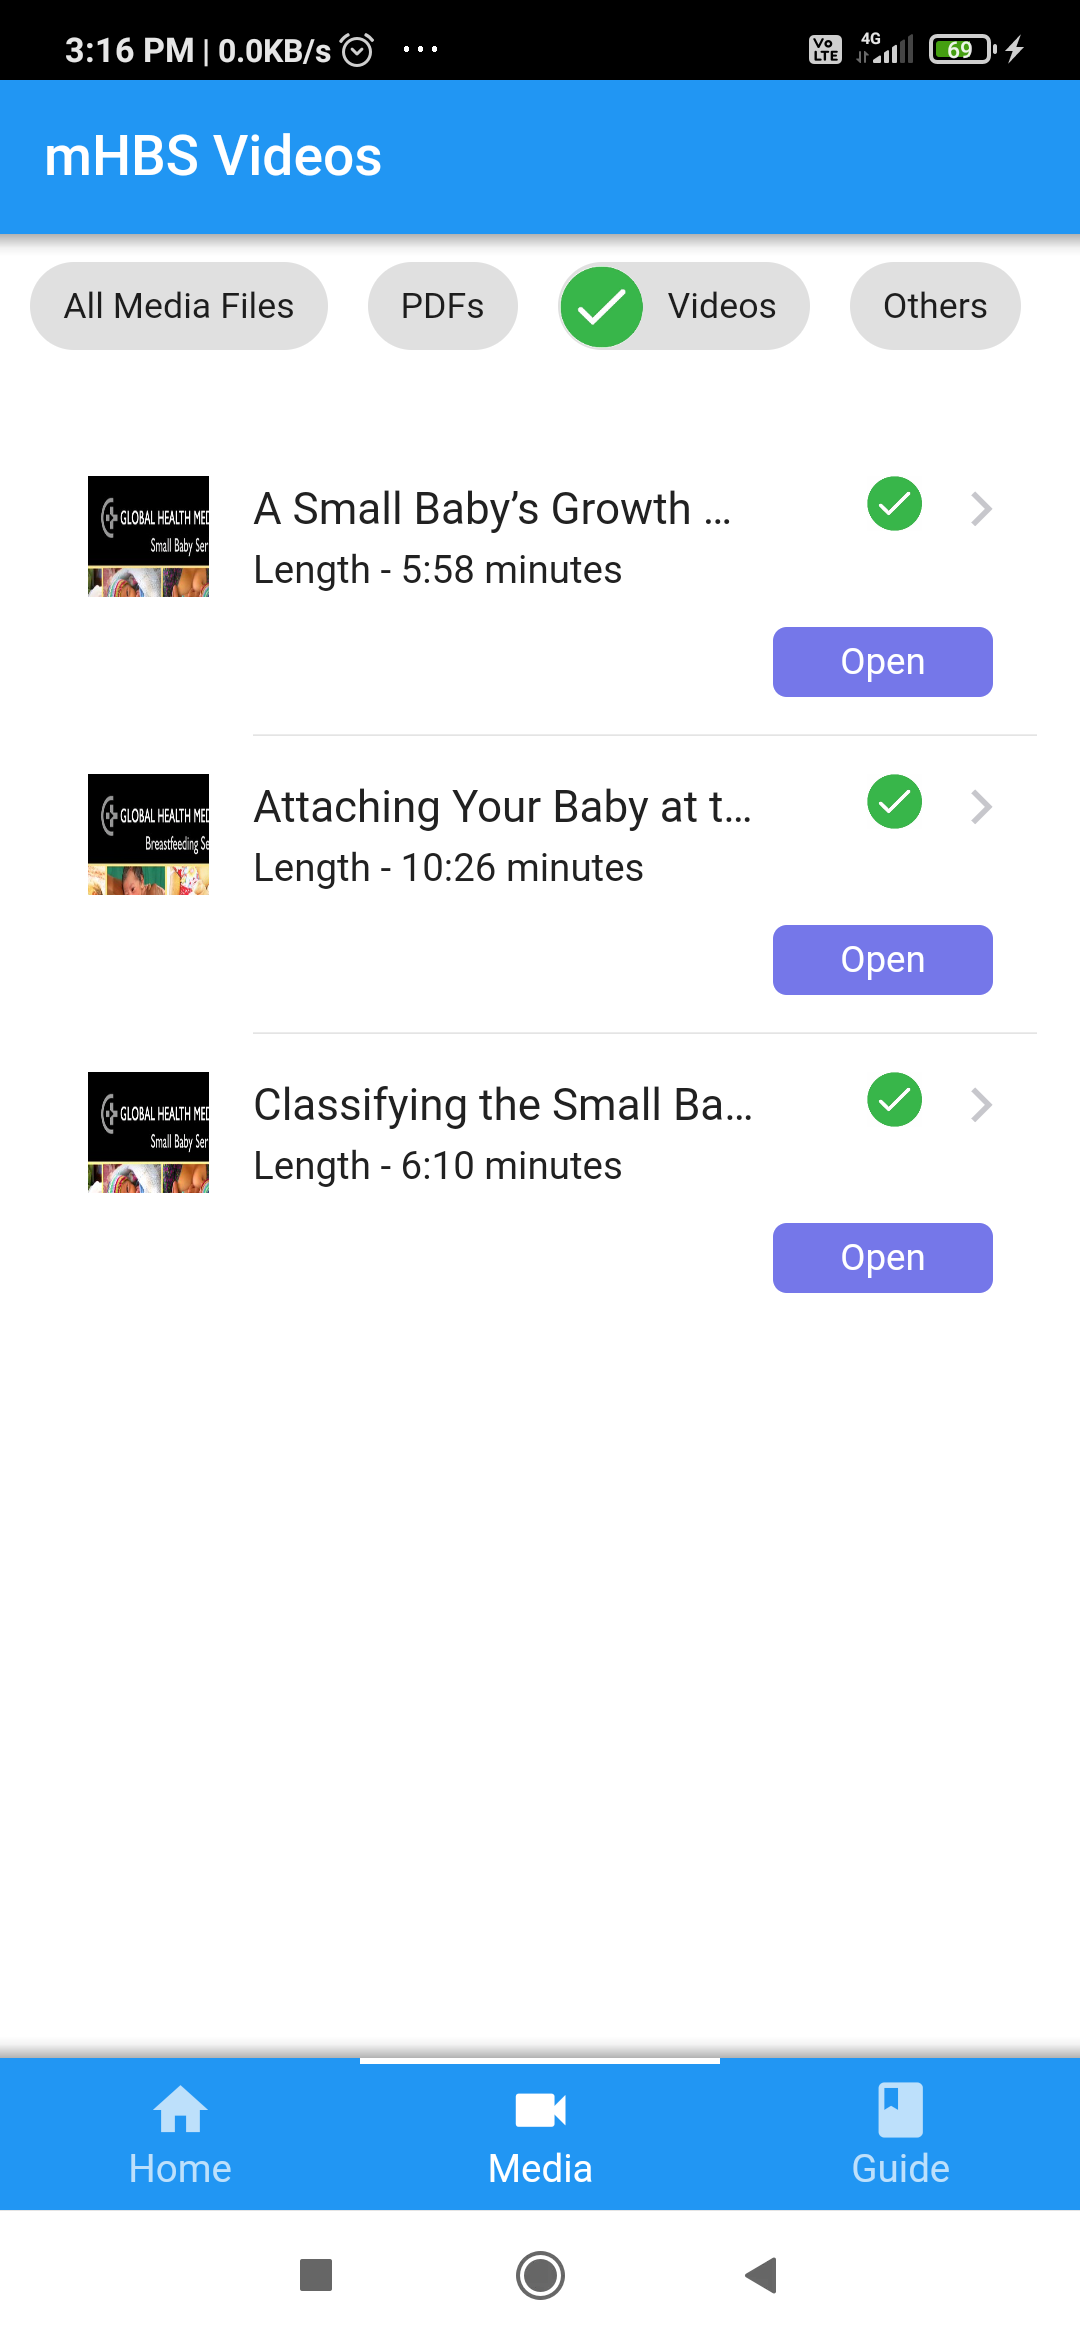 3:16 PM | 0.0KB/s ...
Vo LTE 4G 69
mHBS Videos
All Media Files PDFs Videos Others
GLOBAL HEALTH MED
Small Baby Ser
A Small Baby’s Growth ...
Length - 5:58 minutes
Open
GLOBAL HEALTH MED
Breastfeeding Se
Attaching Your Baby at t...
Length - 10:26 minutes
Open
GLOBAL HEALTH MED
Small Baby Ser
Classifying the Small Ba...
Length - 6:10 minutes
Open
Home Media Guide